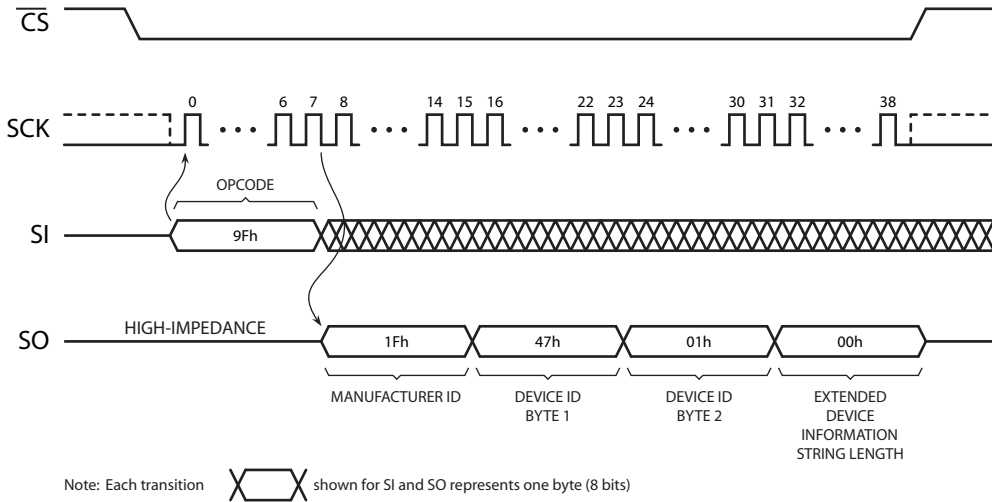 CS
0 6 7 8 14 15 16 22 23 24 30 31 32 38
SCK
OPCODE
SI 9Fh
HIGH-IMPEDANCE
SO 1Fh 47h 01h 00h
MANUFACTURER ID
DEVICE ID
BYTE 1
DEVICE ID
BYTE 2
EXTENDED
DEVICE
INFORMATION
STRING LENGTH
Note: Each transition shown for SI and SO represents one byte (8 bits)